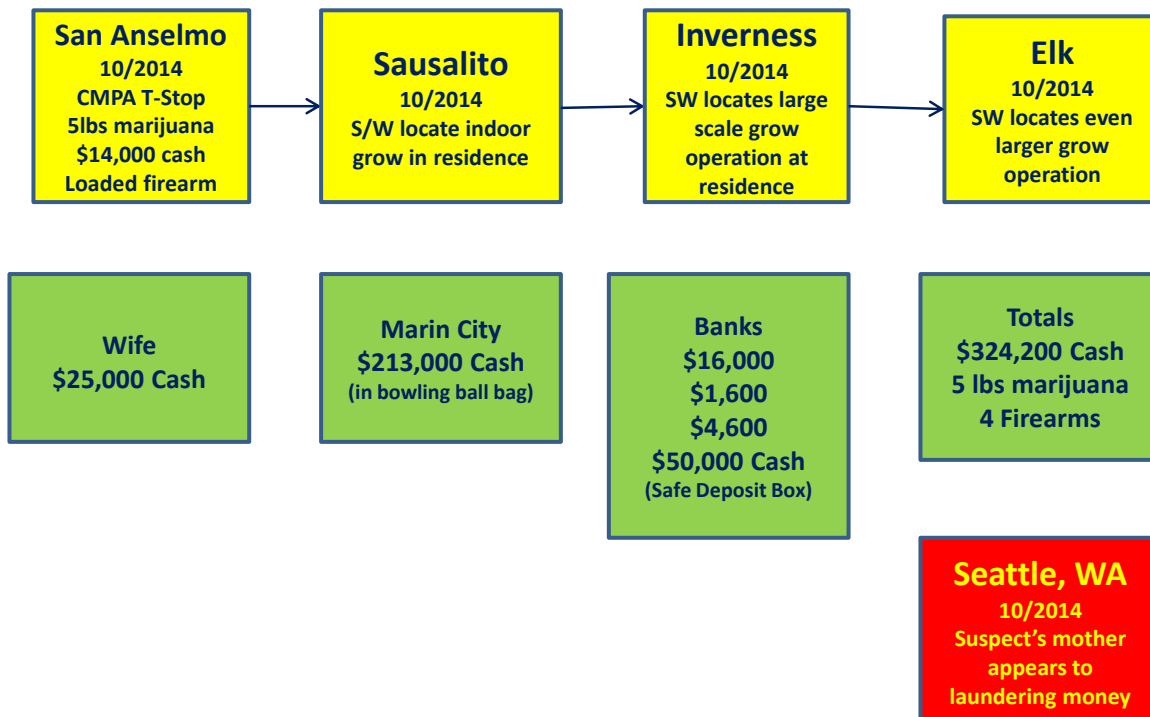 San Anselmo
10/2014
CMPA T-Stop
5lbs marijuana
$14,000 cash
Loaded firearm
Sausalito
10/2014
S/W locate indoor
grow in residence
Inverness
10/2014
SW locates large
scale grow
operation at
residence
Elk
10/2014
SW locates even
larger grow
operation
Wife
$25,000 Cash
Marin City
$213,000 Cash
(in bowling ball bag)
Banks
$16,000
$1,600
$4,600
$50,000 Cash
(Safe Deposit Box)
Totals
$324,200 Cash
5 lbs marijuana
4 Firearms
Seattle, WA
10/2014
Suspect's mother
appears to
laundering money